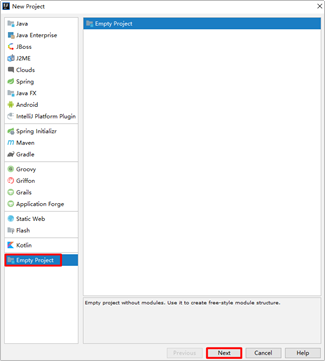 New Project
Java
Java Enterprise
JBoss
J2ME
Clouds
Spring
Java FX
Android
IntelliJ Platform Plugin
Spring Initializr
Maven
Gradle
Groovy
Griffon
Grails
Application Forge
Static Web
Flash
Kotlin
Empty Project
Empty Project
Empty project without modules. Use it to create free-style module structure.
Previous Next Cancel Help